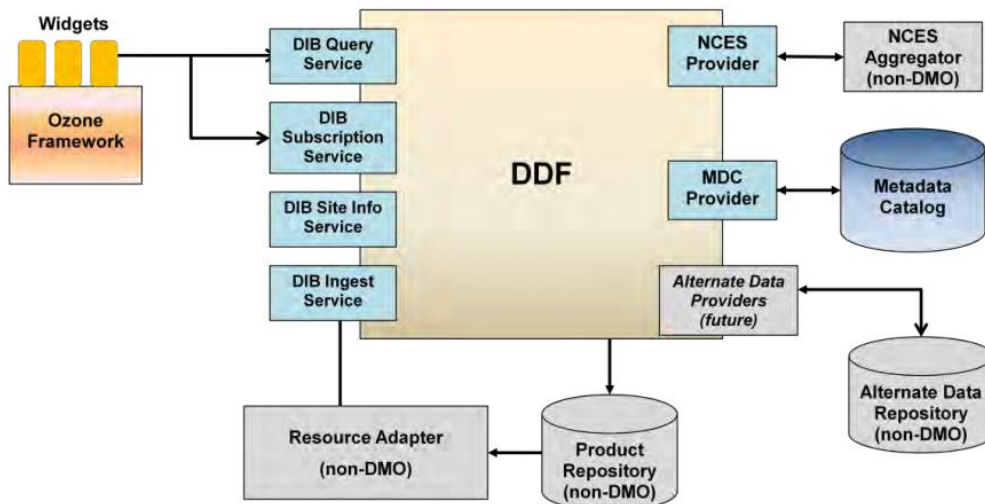 Widgets
Ozone
Framework
DIB Query
Service
DIB
Subscription
Service
DIB Site Info
Service
DIB Ingest
Service
DDF
NCES
Provider
NCES
Aggregator
(non-DMO)
MDC
Provider
Metadata
Catalog
Alternate Data
Providers
(future)
Alternate Data
Repository
(non-DMO)
Resource Adapter
(non-DMO)
Product
Repository
(non-DMO)